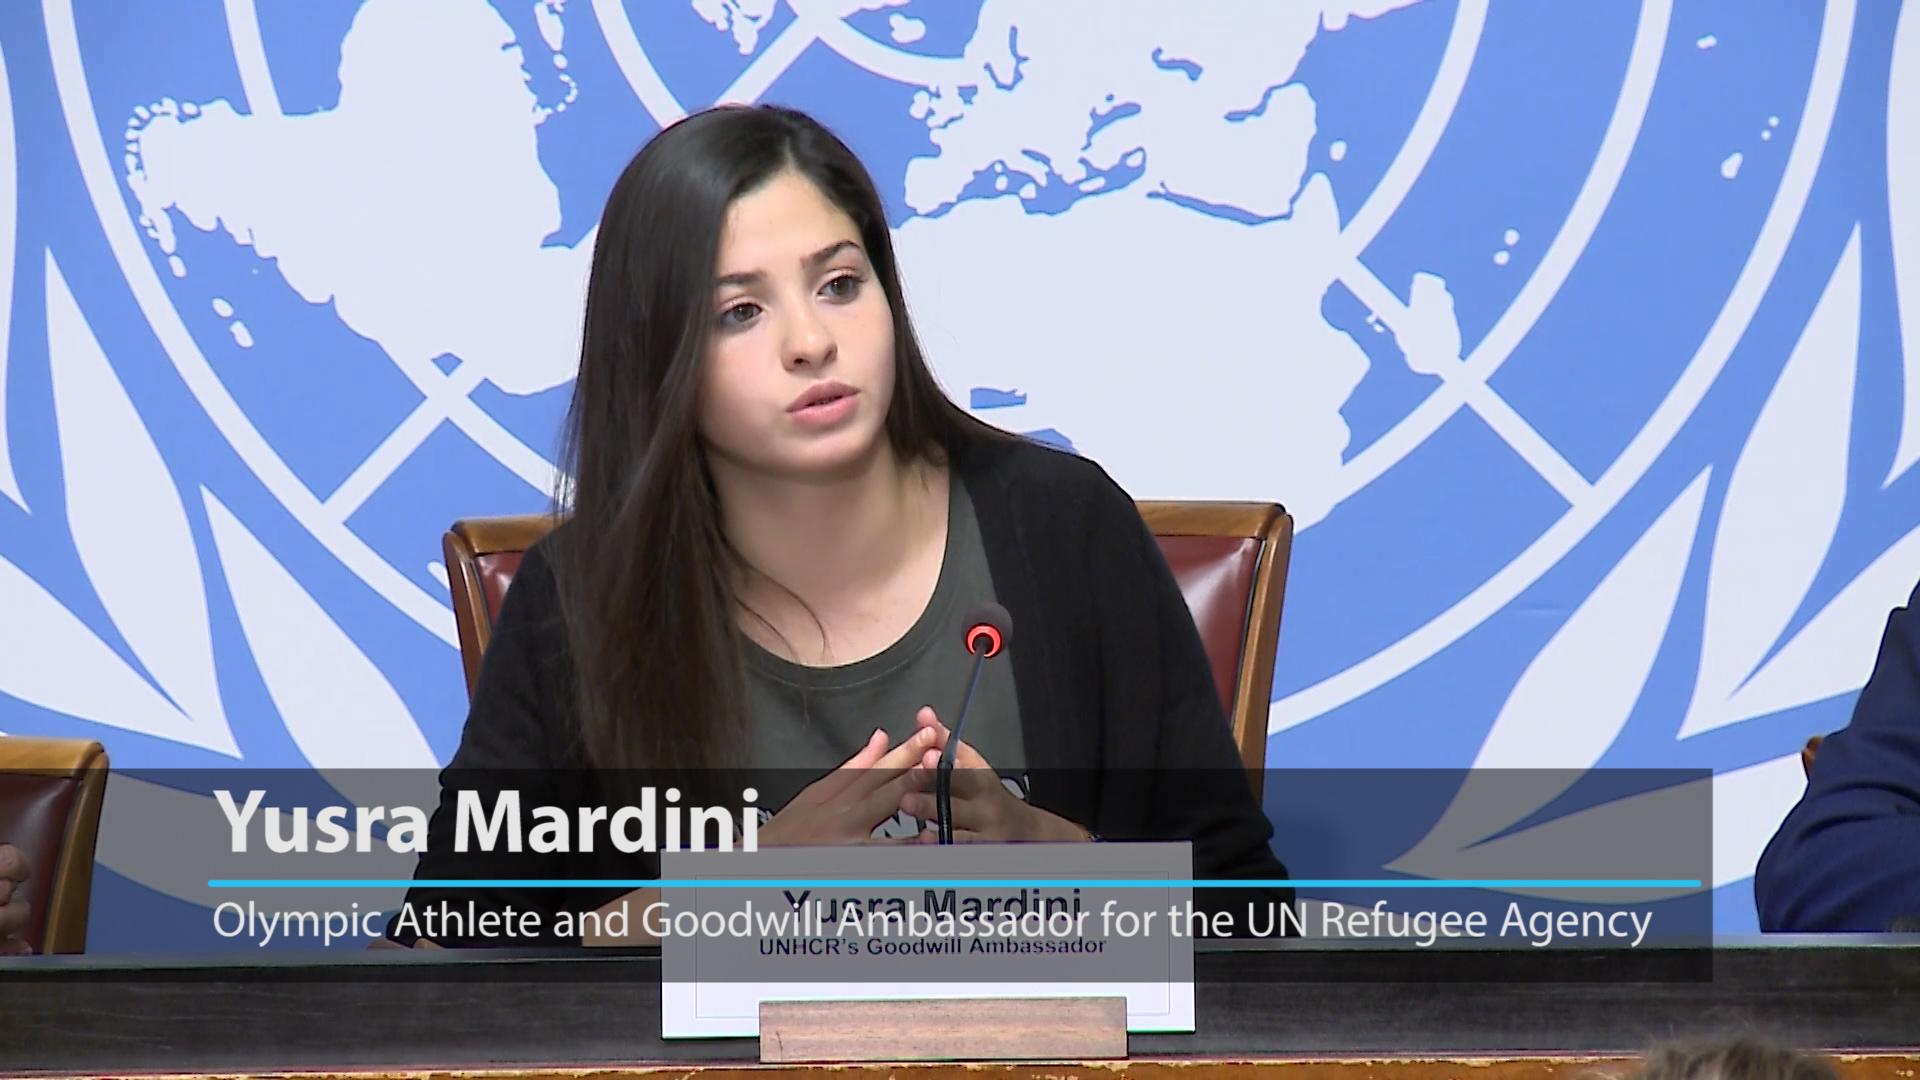 Yusra Mardini
Olympic Athlete and Goodwill Ambassador for the UN Refugee Agency
Yusra Mardini
UNHCR's Goodwill Ambassador